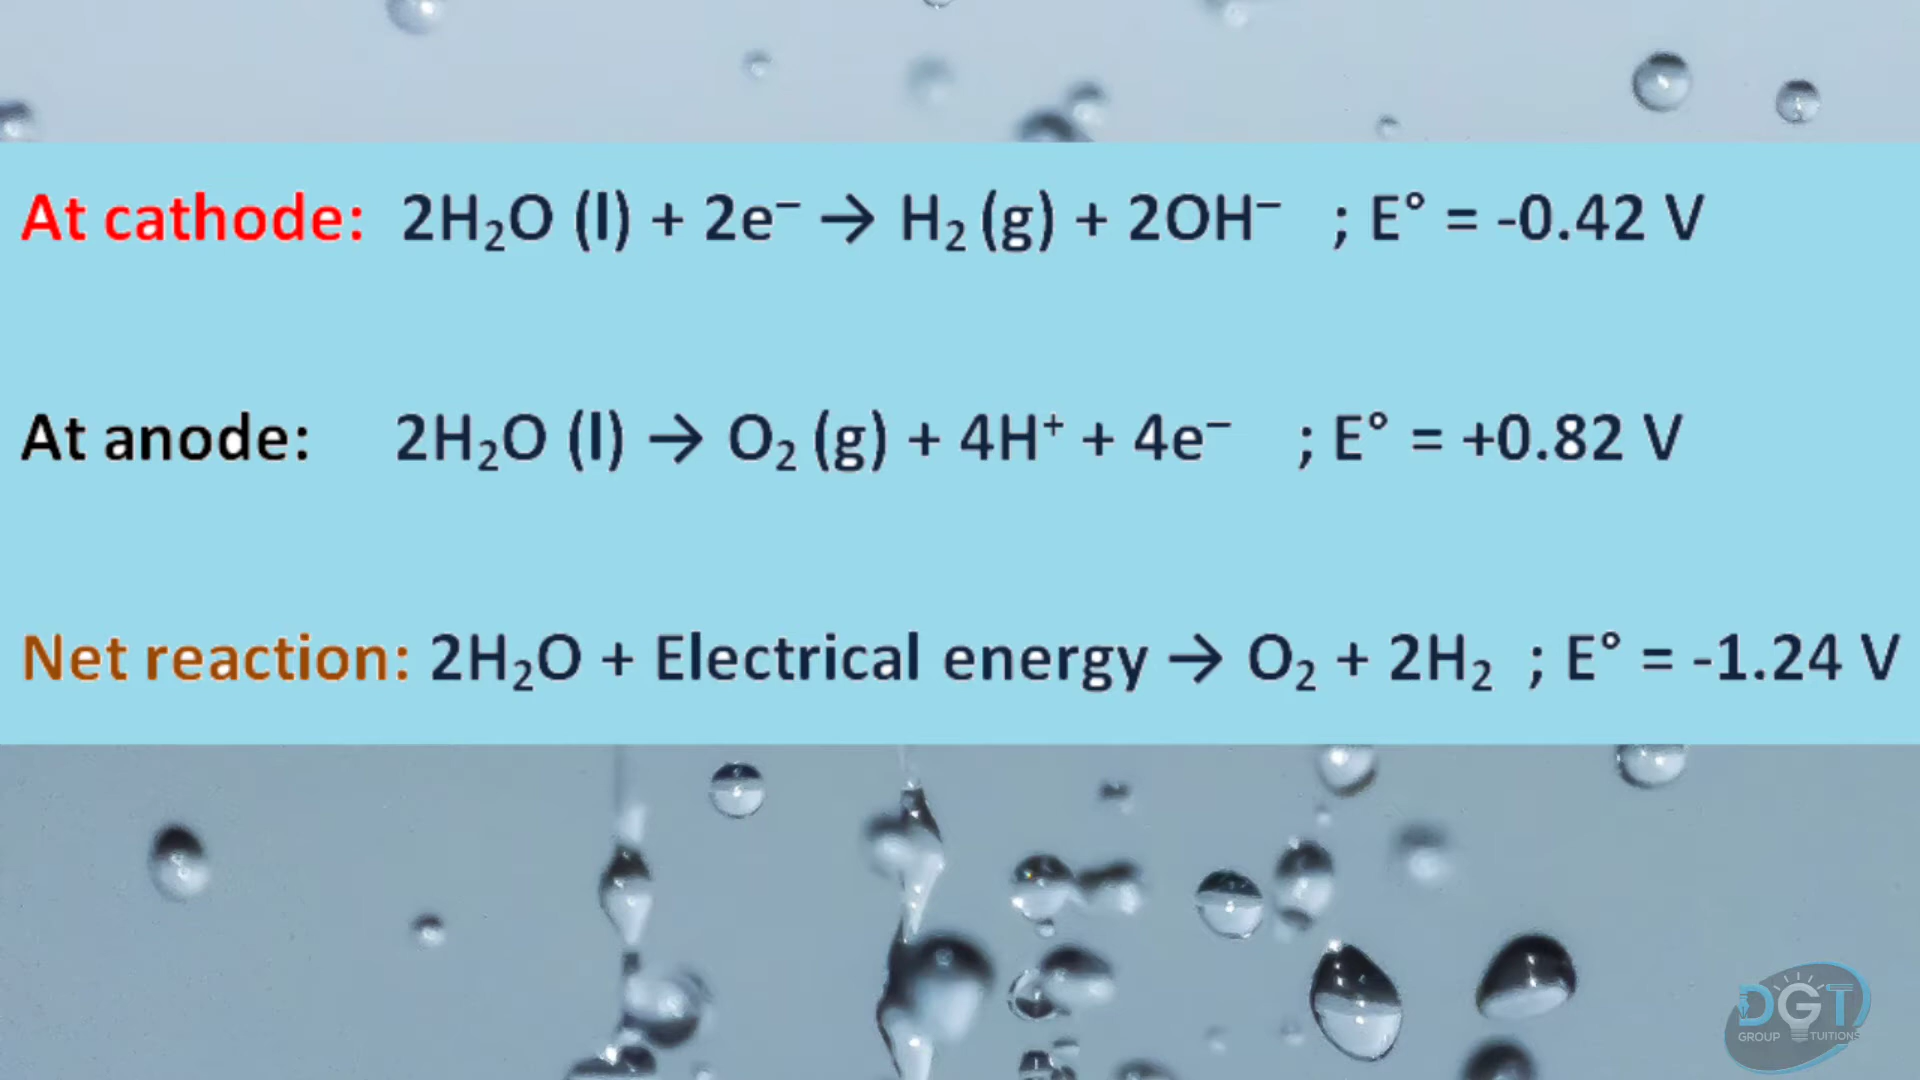 At cathode: 2H₂O (l) + 2e⁻ → H₂ (g) + 2OH⁻ ; E° = -0.42 V
At anode: 2H₂O (l) → O₂ (g) + 4H⁺ + 4e⁻ ; E° = +0.82 V
Net reaction: 2H₂O + Electrical energy → O₂ + 2H₂ ; E° = -1.24 V
DGT
GROUP TUITIONS